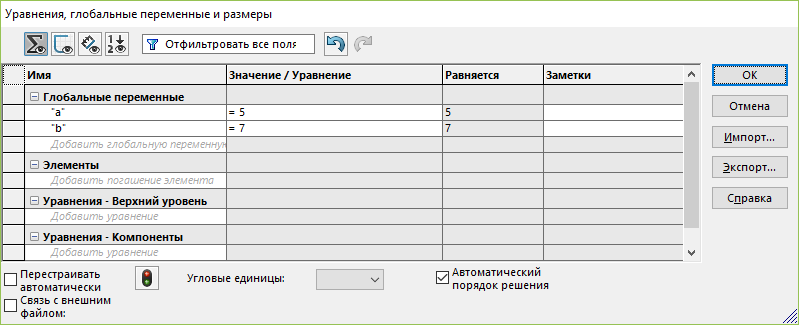 Уравнения, глобальные переменные и размеры
Отфильтровать все поля
Имя Значение / Уравнение Равняется Заметки
Глобальные переменные
"a" = 5 5
"b" = 7 7
Добавить глобальную переменную
Элементы
Добавить погашение элемента
Уравнения - Верхний уровень
Добавить уравнение
Уравнения - Компоненты
Добавить уравнение
OK
Отмена
Импорт...
Экспорт...
Справка
Перестраивать
автоматически
Угловые единицы:
Автоматический
порядок решения
Связь с внешним
файлом: